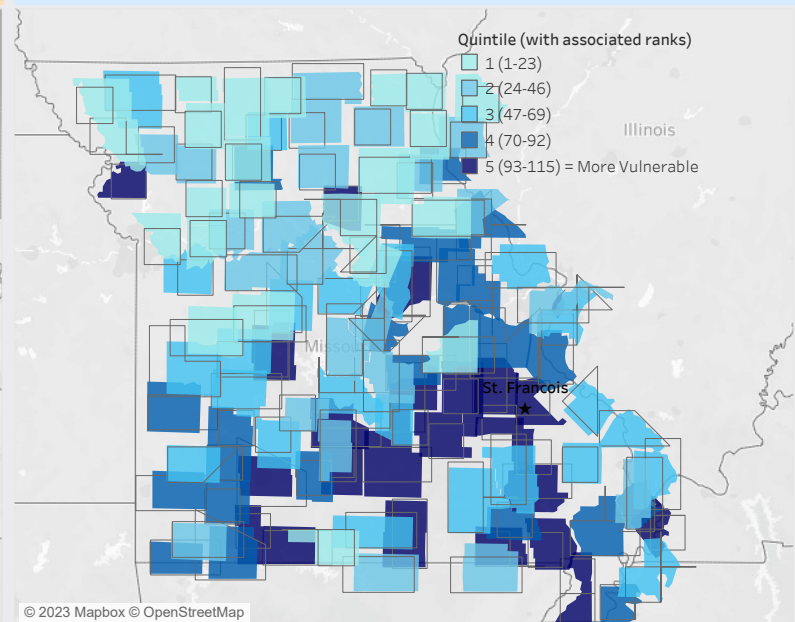 Quintile (with associated ranks)
1 (1-23)
2 (24-46)
3 (47-69)
4 (70-92)
5 (93-115) = More Vulnerable
Illinois
Missouri
St. Francois
★
© 2023 Mapbox © OpenStreetMap